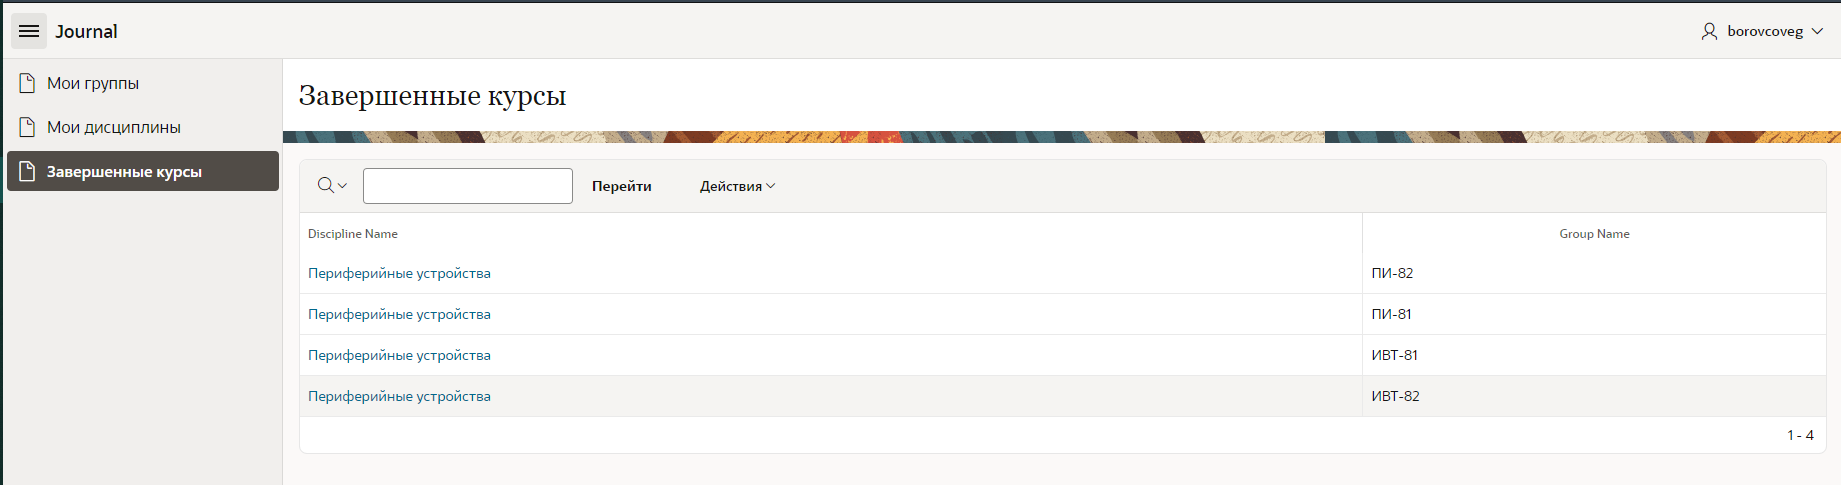 Journal
borovcoveg
Мои группы
Мои дисциплины
Завершенные курсы
Завершенные курсы
Перейти Действия
Discipline Name Group Name
Периферийные устройства ПИ-82
Периферийные устройства ПИ-81
Периферийные устройства ИВТ-81
Периферийные устройства ИВТ-82
1 - 4